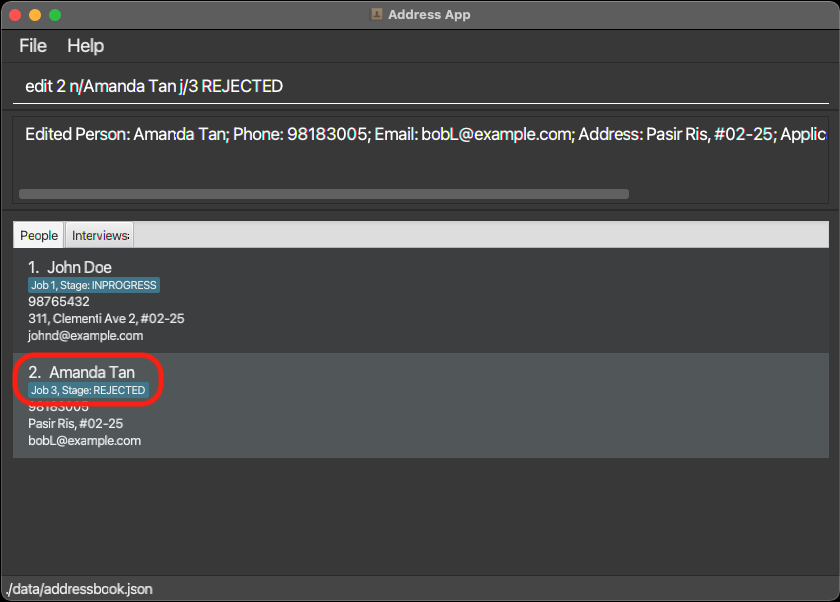 Address App
File Help
edit 2 n/Amanda Tan j/3 REJECTED
Edited Person: Amanda Tan; Phone: 98183005; Email: bobL@example.com; Address: Pasir Ris, #02-25; Applic
People Interviews
1. John Doe
Job 1, Stage: INPROGRESS
98765432
311, Clementi Ave 2, #02-25
johnd@example.com
2. Amanda Tan
Job 3, Stage: REJECTED
98183005
Pasir Ris, #02-25
bobL@example.com
./data/addressbook.json